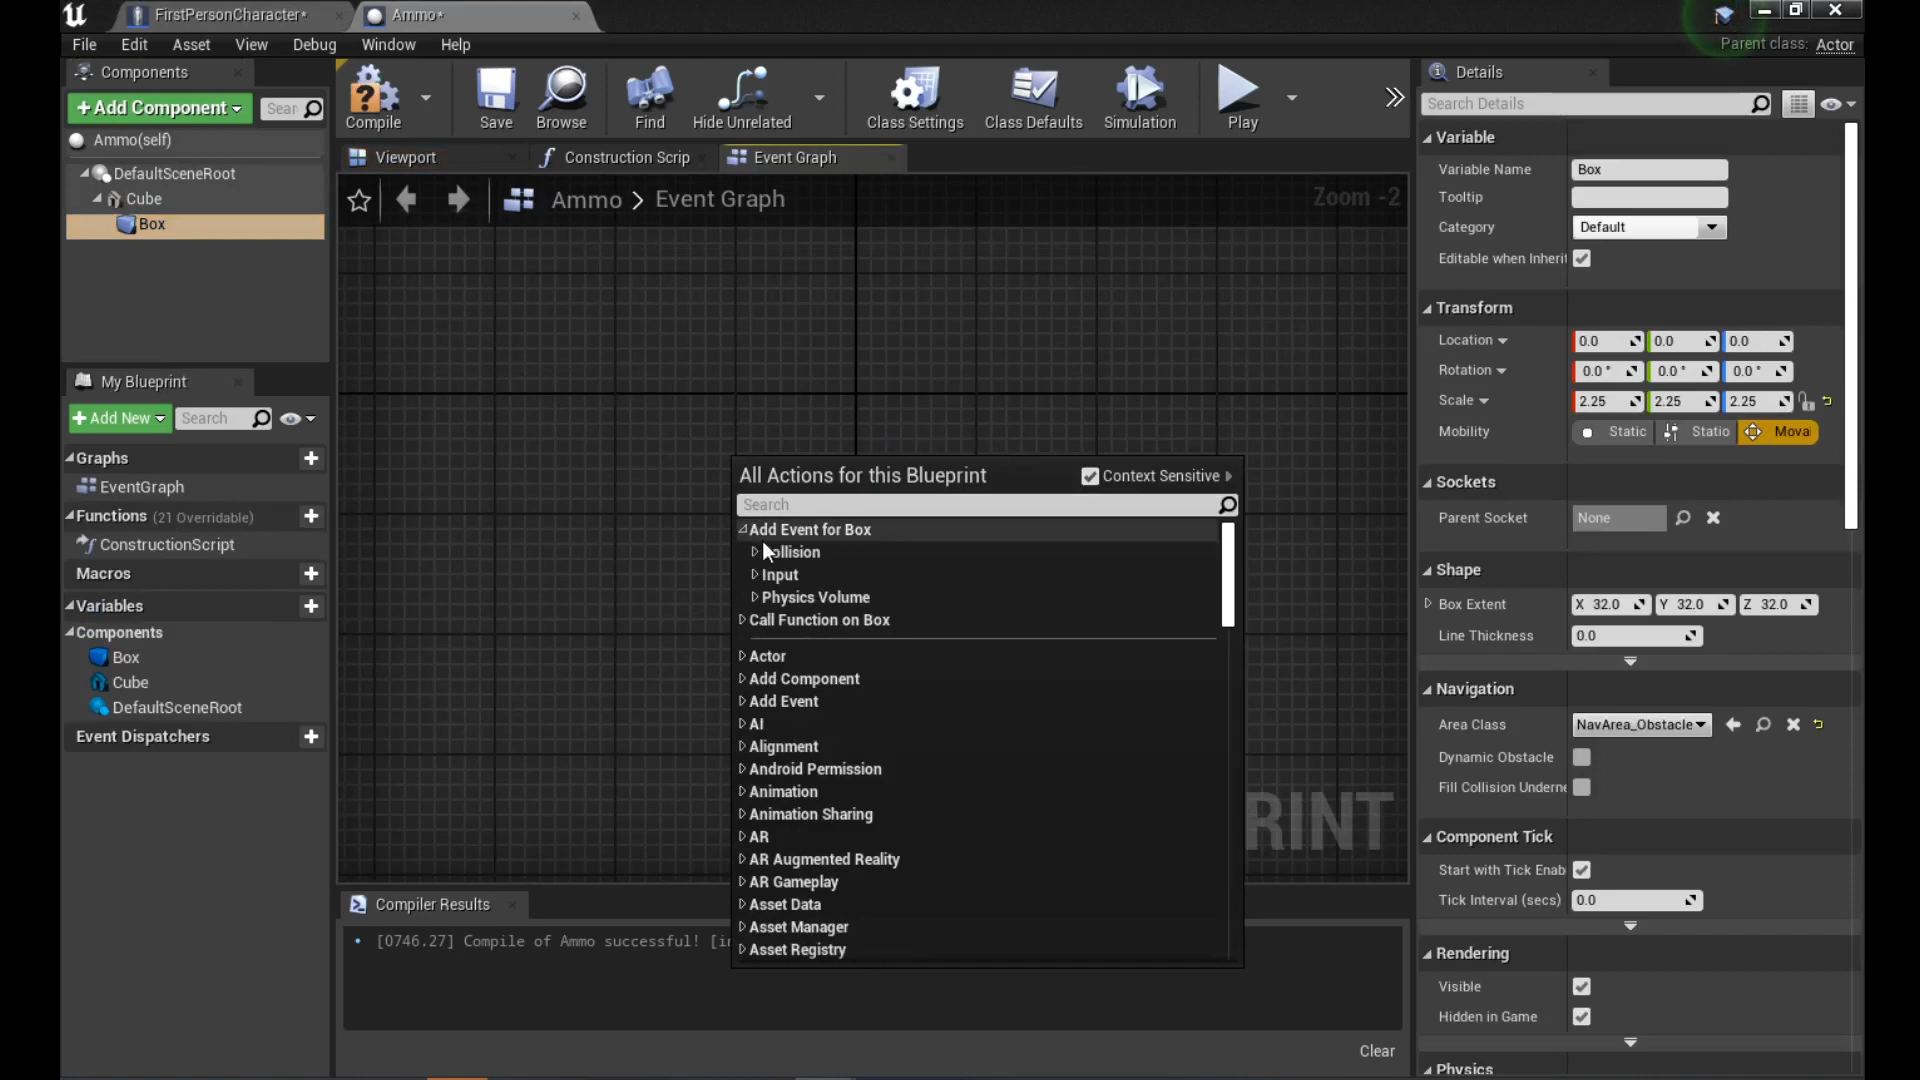 FirstPersonCharacter*
Ammo*
File Edit Asset View Debug Window Help
Parent class: Actor
Components
Add Component
Sear
Ammo(self)
DefaultSceneRoot
Cube
Box
My Blueprint
Add New
Search
Graphs
EventGraph
Functions (21 Overridable)
ConstructionScript
Macros
Variables
Components
Box
Cube
DefaultSceneRoot
Event Dispatchers
Compile
Save
Browse
Find
Hide Unrelated
Class Settings
Class Defaults
Simulation
Play
Viewport
Construction Scrip
Event Graph
Ammo > Event Graph
Zoom -2
RINT
All Actions for this Blueprint
Context Sensitive
Search
Add Event for Box
ollision
Input
Physics Volume
Call Function on Box
Actor
Add Component
Add Event
AI
Alignment
Android Permission
Animation
Animation Sharing
AR
AR Augmented Reality
AR Gameplay
Asset Data
Asset Manager
Asset Registry
Compiler Results
[0746.27] Compile of Ammo successful! [i
Clear
Details
Search Details
Variable
Variable Name Box
Tooltip
Category Default
Editable when Inherit
Transform
Location 0.0 0.0 0.0
Rotation 0.0 ° 0.0 ° 0.0 °
Scale 2.25 2.25 2.25
Mobility Static Statio Moval
Sockets
Parent Socket None
Shape
Box Extent X 32.0 Y 32.0 Z 32.0
Line Thickness 0.0
Navigation
Area Class NavArea_Obstacle
Dynamic Obstacle
Fill Collision Underne
Component Tick
Start with Tick Enab
Tick Interval (secs) 0.0
Rendering
Visible
Hidden in Game
Physics